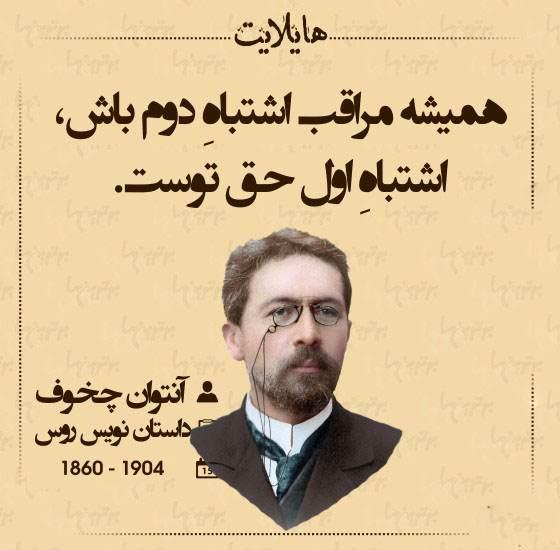 هایلایت
همیشه مراقب اشتباهِ دوم باش،
اشتباهِ اول حق توست.
آنتوان چخوف
داستان نویس روس
1860 - 1904